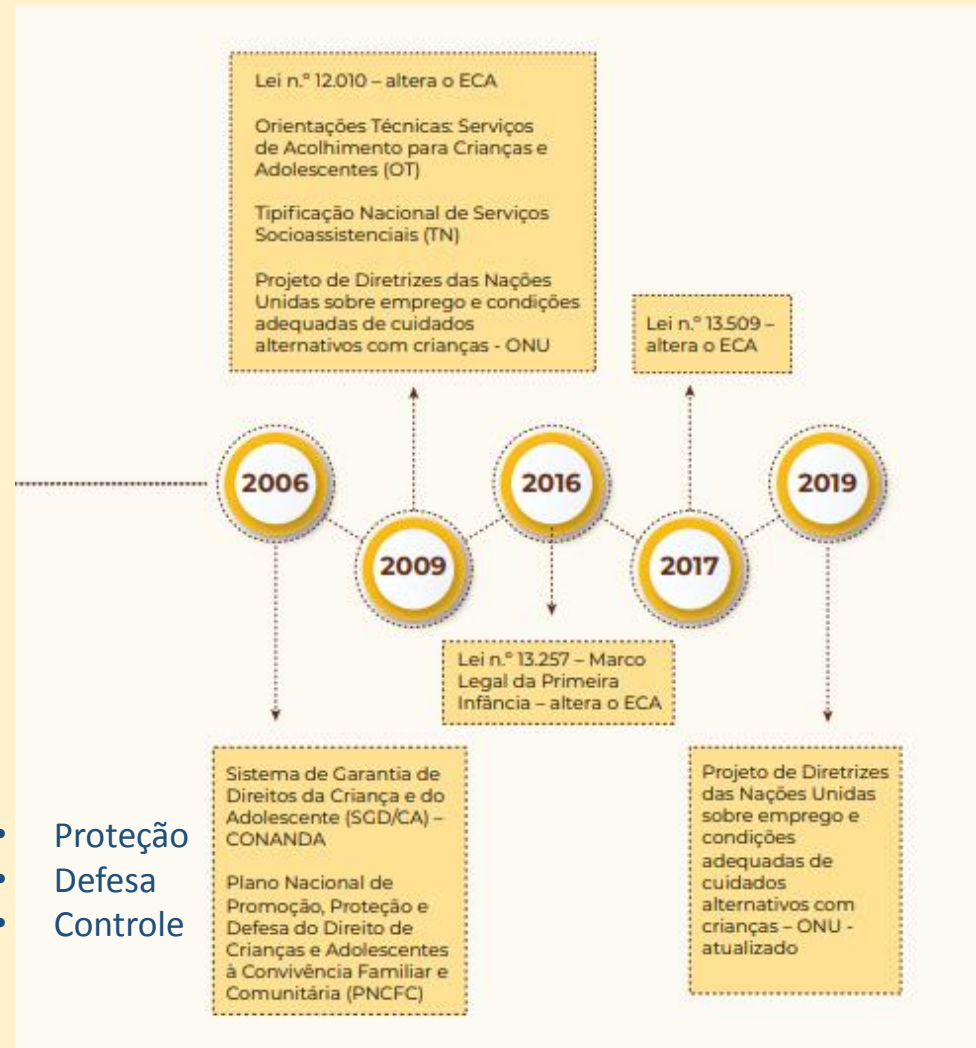 Lei n.º 12.010 – altera o ECA
Orientações Técnicas: Serviços
de Acolhimento para Crianças e
Adolescentes (OT)
Tipificação Nacional de Serviços
Socioassistenciais (TN)
Projeto de Diretrizes das Nações
Unidas sobre emprego e condições
adequadas de cuidados
alternativos com crianças - ONU
Lei n.º 13.509 –
altera o ECA
2006
2009
2016
2017
2019
Lei n.º 13.257 – Marco
Legal da Primeira
Infância – altera o ECA
• Proteção
• Defesa
• Controle
Sistema de Garantia de
Direitos da Criança e do
Adolescente (SGD/CA) –
CONANDA
Plano Nacional de
Promoção, Proteção e
Defesa do Direito de
Crianças e Adolescentes
à Convivência Familiar e
Comunitária (PNCFC)
Projeto de Diretrizes
das Nações Unidas
sobre emprego e
condições
adequadas de
cuidados
alternativos com
crianças – ONU -
atualizado